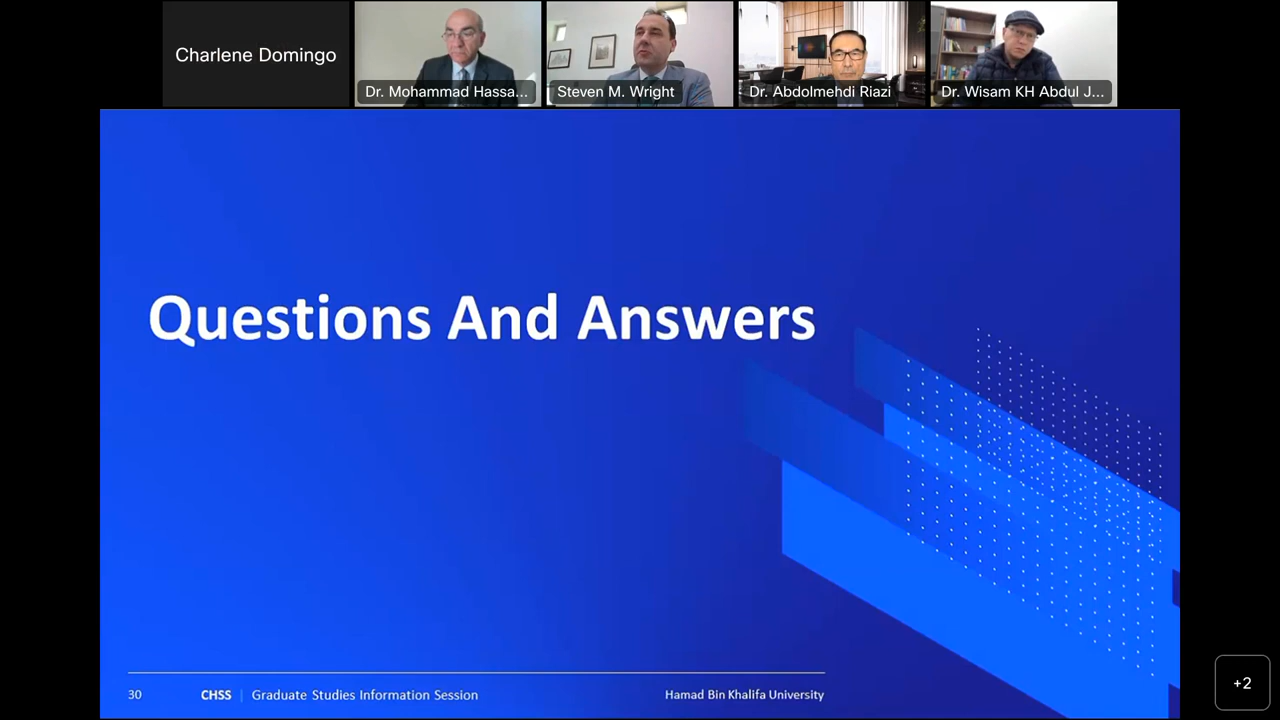 Charlene Domingo
Dr. Mohammad Hassa...
Steven M. Wright
Dr. Abdolmehdi Riazi
Dr. Wisam KH Abdul J...
Questions And Answers
30 CHSS | Graduate Studies Information Session Hamad Bin Khalifa University
+2